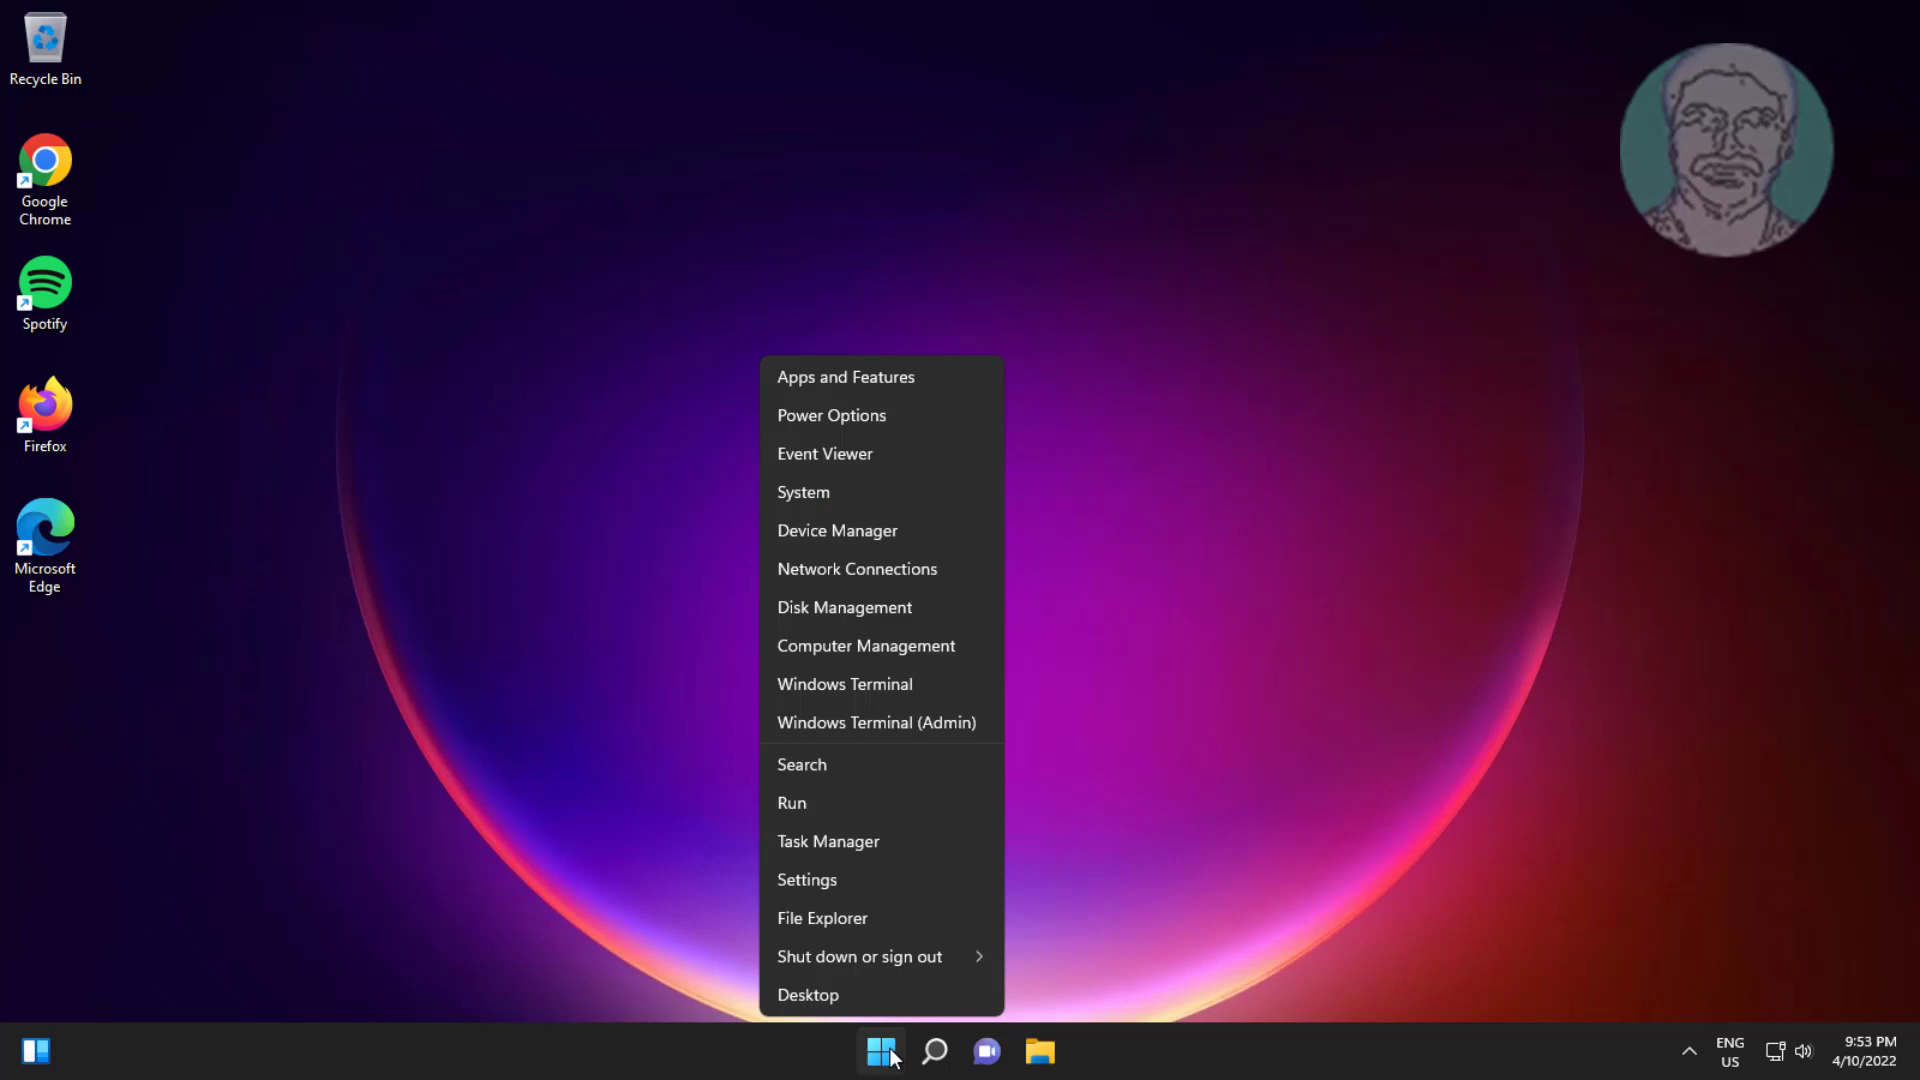 Recycle Bin
Google
Chrome
Spotify
Firefox
Microsoft
Edge
Apps and Features
Power Options
Event Viewer
System
Device Manager
Network Connections
Disk Management
Computer Management
Windows Terminal
Windows Terminal (Admin)
Search
Run
Task Manager
Settings
File Explorer
Shut down or sign out
Desktop
ENG
US
9:53 PM
4/10/2022